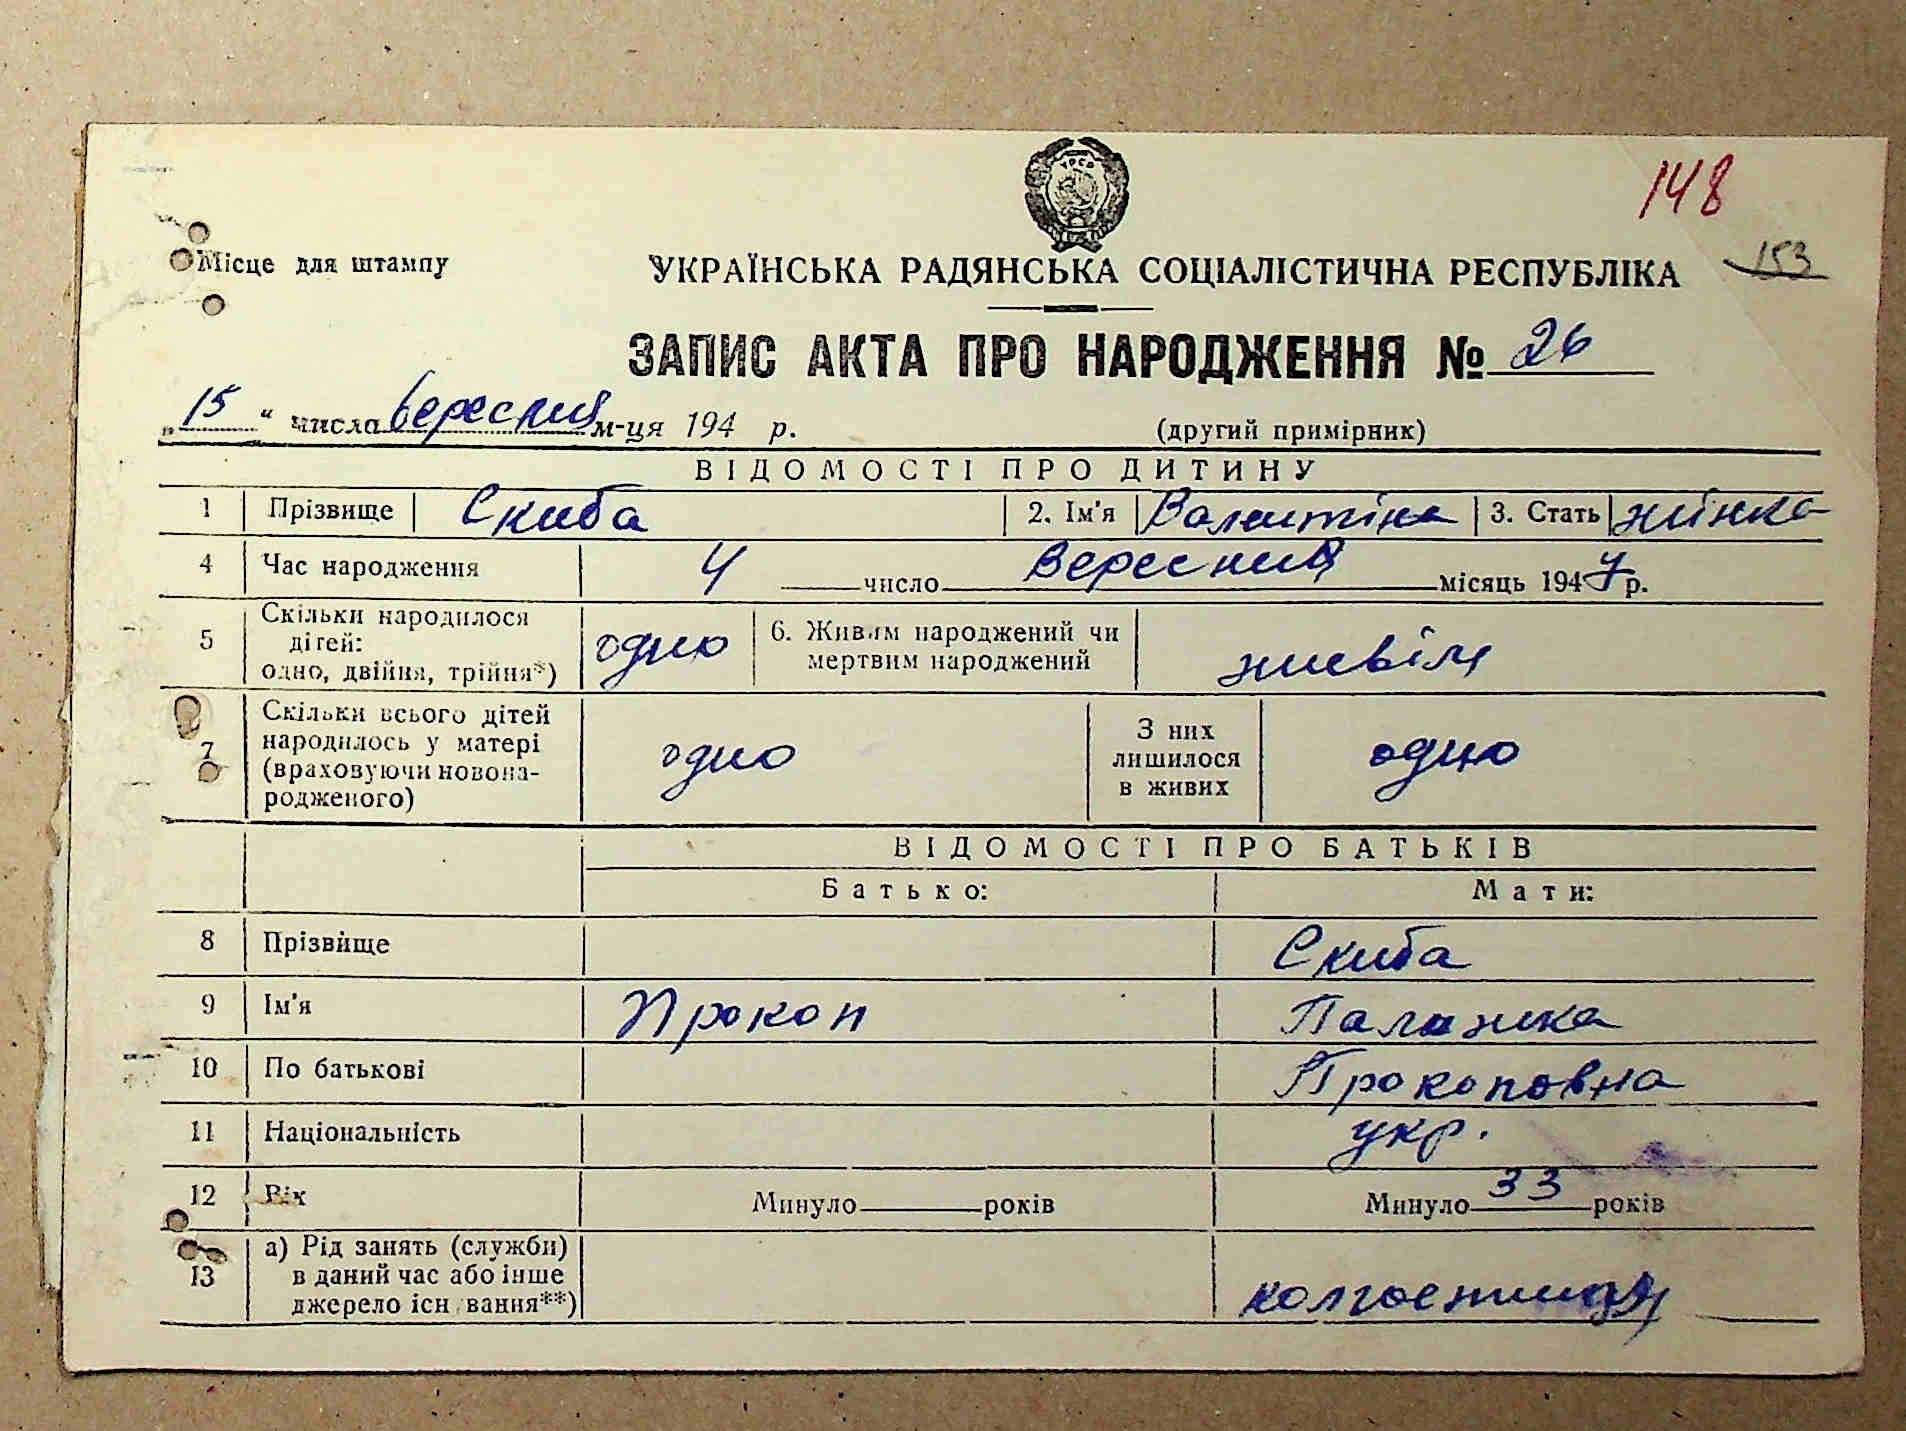 148
153
УРСР
Місце для штампу
УКРАЇНСЬКА РАДЯНСЬКА СОЦІАЛІСТИЧНА РЕСПУБЛІКА
ЗАПИС АКТА ПРО НАРОДЖЕННЯ № 26
„15“ числа вересня м-ця 194 р. (другий примірник)
ВІДОМОСТІ ПРО ДИТИНУ
1 Прізвище Скиба 2. Ім'я Валентіна 3. Стать жінка
4 Час народження 4 число вересния місяць 1947 р.
5 Скільки народилося дітей: одно, двійня, трійня*) одно 6. Живим народжений чи мертвим народжений живим
7 Скільки всього дітей народилось у матері (враховуючи новонародженого) одно З них лишилося в живих одно
ВІДОМОСТІ ПРО БАТЬКІВ
Батько: Мати:
8 Прізвище Скиба
9 Ім'я Прокоп Палажка
10 По батькові Прокоповна
11 Національність укр.
12 Вік Минуло років Минуло 33 років
13 а) Рід занять (служби) в даний час або інше джерело існування**)